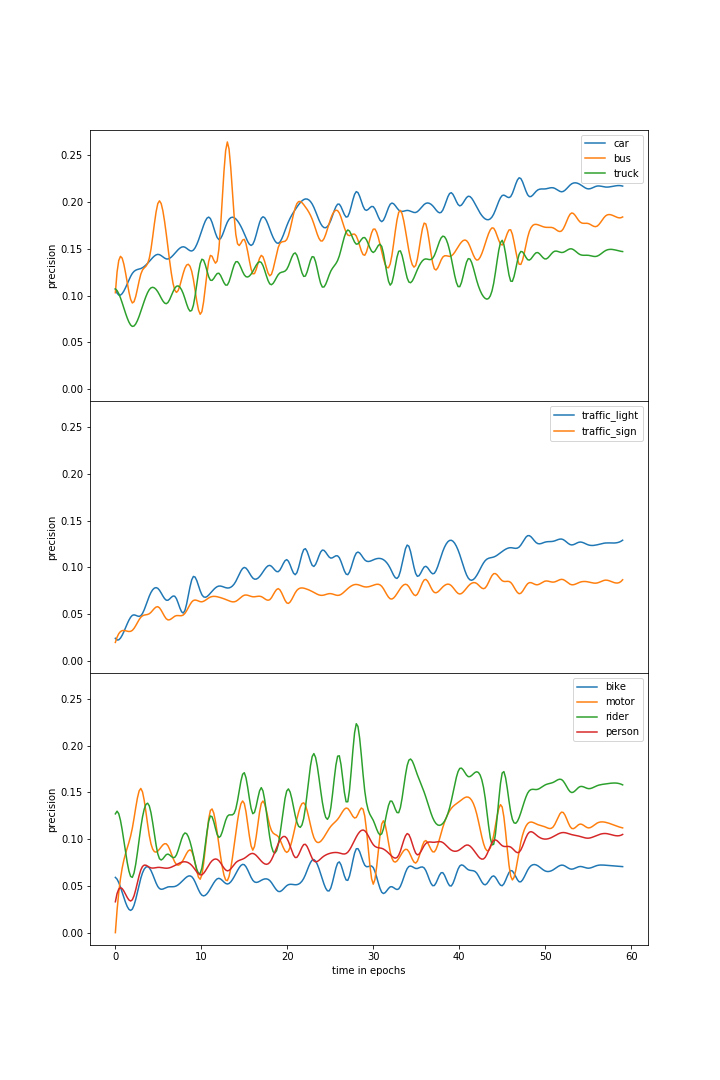 0.25
0.20
0.15
0.10
0.05
0.00
precision
car
bus
truck
0.25
0.20
0.15
0.10
0.05
0.00
precision
traffic_light
traffic_sign
0.25
0.20
0.15
0.10
0.05
0.00
precision
bike
motor
rider
person
0 10 20 30 40 50 60
time in epochs